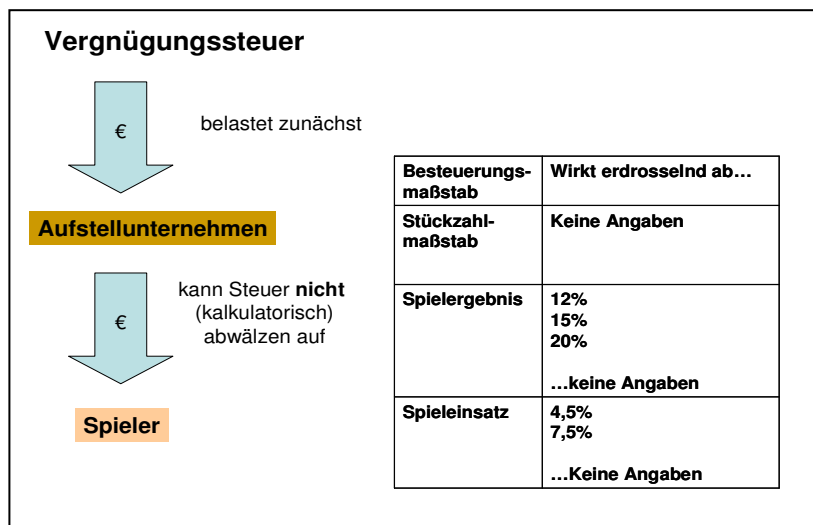 Vergnügungssteuer
€
belastet zunächst
Aufstellunternehmen
€
kann Steuer nicht
(kalkulatorisch)
abwälzen auf
Spieler
Besteuerungs-
maßstab
Wirkt erdrosselnd ab…
Stückzahl-
maßstab
Keine Angaben
Spielergebnis
12%
15%
20%
…keine Angaben
Spieleinsatz
4,5%
7,5%
…Keine Angaben